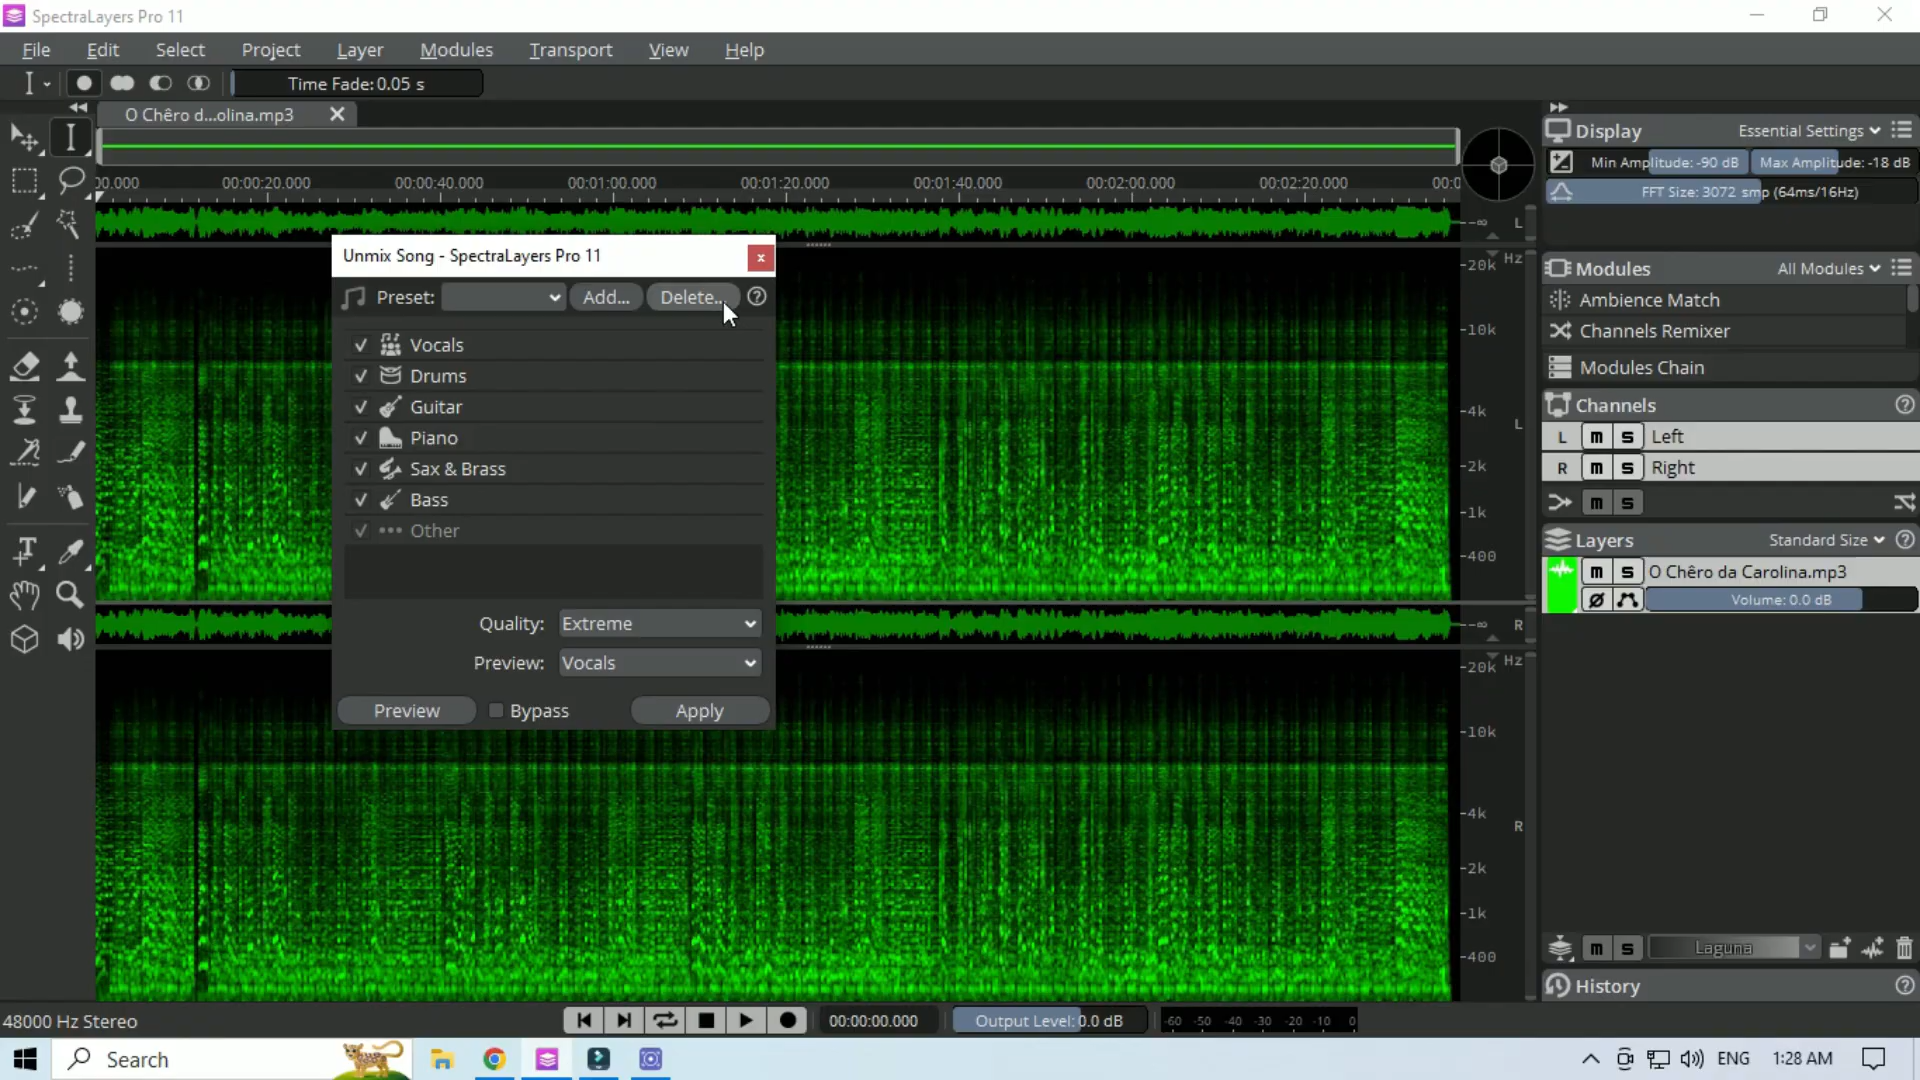 SpectraLayers Pro 11
File Edit Select Project Layer Modules Transport View Help
Time Fade: 0.05 s
O Chêro d...olina.mp3
00:00:20.000 00:00:40.000 00:01:00.000 00:01:20.000 00:01:40.000 00:02:00.000 00:02:20.000
-∞ L
Unmix Song - SpectraLayers Pro 11
Preset: Add... Delete...
Vocals
Drums
Guitar
Piano
Sax & Brass
Bass
Other
Quality: Extreme
Preview: Vocals
Preview Bypass Apply
-20k Hz
-10k
-4k
L
-2k
-1k
-400
-∞ R
-20k Hz
-10k
-4k
R
-2k
-1k
-400
Display Essential Settings
Min Amplitude: -90 dB Max Amplitude: -18 dB
FFT Size: 3072 smp (64ms/16Hz)
Modules All Modules
Ambience Match
Channels Remixer
Modules Chain
Channels
L m s Left
R m s Right
m s
Layers Standard Size
m s O Chêro da Carolina.mp3
Volume: 0.0 dB
m s Laguna
History
48000 Hz Stereo
00:00:00.000
Output Level: 0.0 dB
-60 -50 -40 -30 -20 -10 0
Search
ENG 1:28 AM